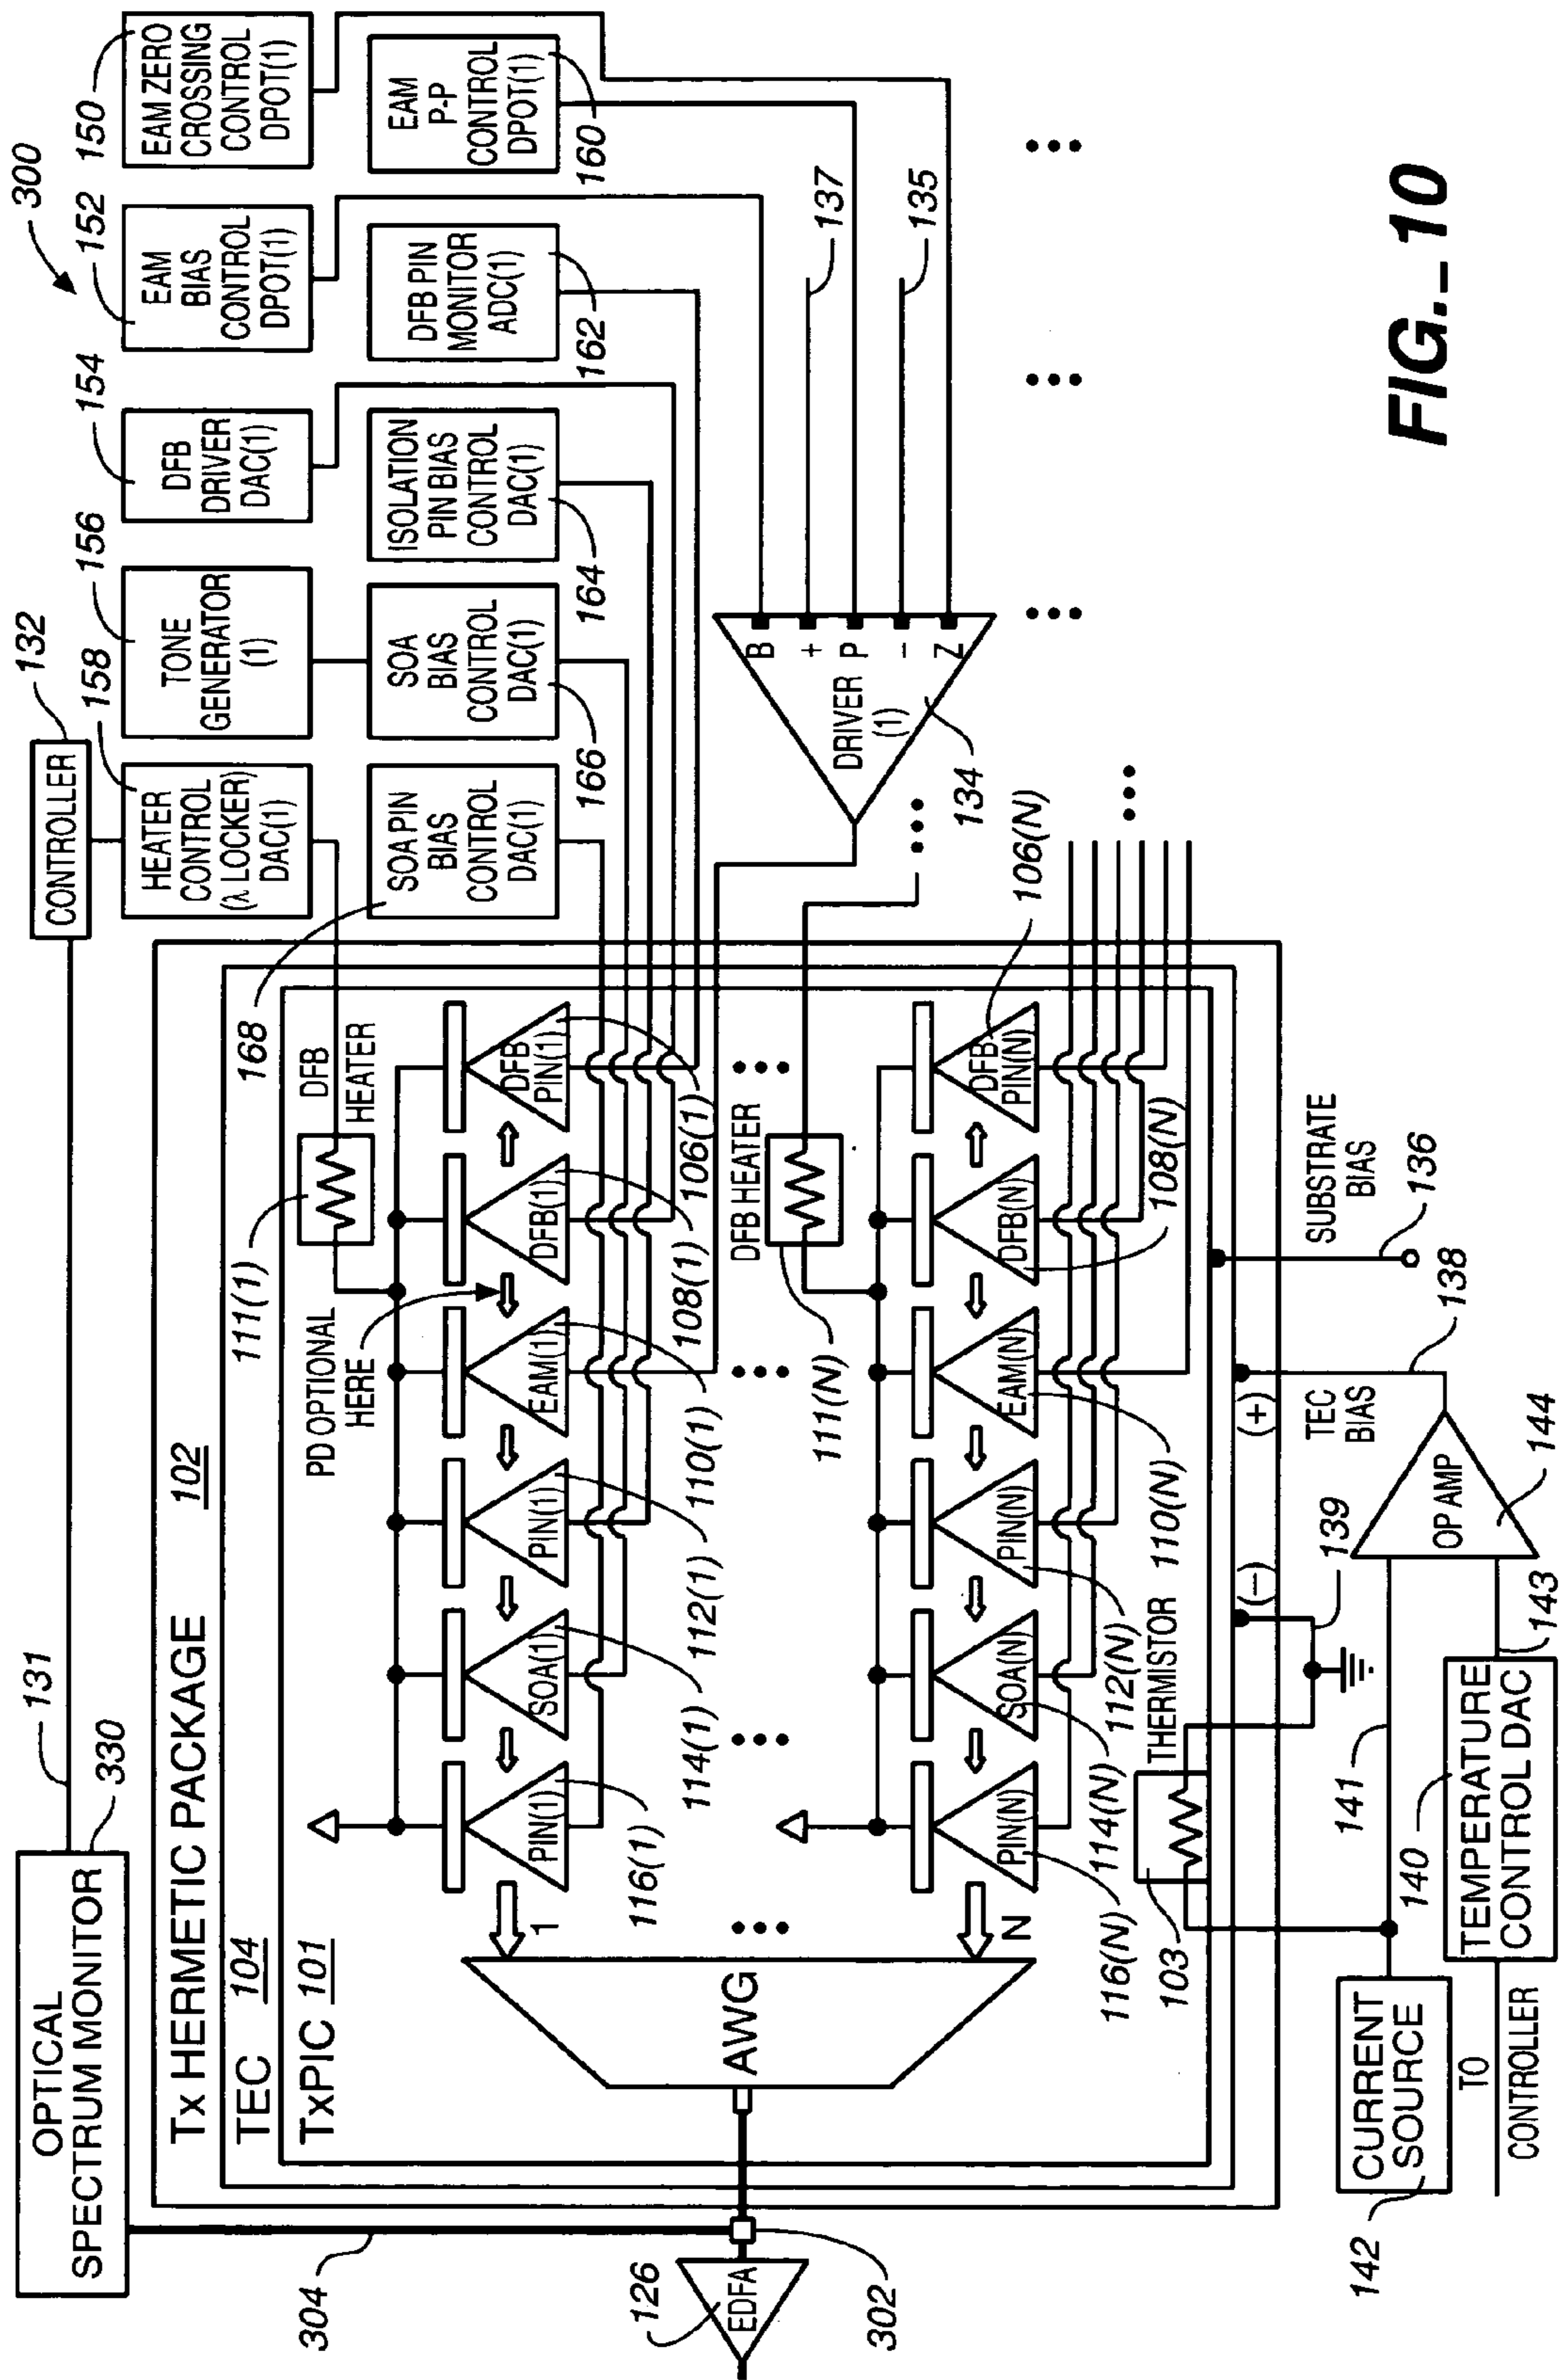 300
OPTICAL
SPECTRUM MONITOR
131
330
CONTROLLER
132
158
156
154
152
150
HEATER
CONTROL
(λ LOCKER)
DAC(1)
TONE
GENERATOR
(1)
DFB
DRIVER
DAC(1)
EAM
BIAS
CONTROL
DPOT(1)
EAM ZERO
CROSSING
CONTROL
DPOT(1)
168
SOA PIN
BIAS
CONTROL
DAC(1)
166
SOA
BIAS
CONTROL
DAC(1)
164
ISOLATION
PIN BIAS
CONTROL
DAC(1)
162
DFB PIN
MONITOR
ADC(1)
160
EAM
P-P
CONTROL
DPOT(1)
304
Tx HERMETIC PACKAGE 102
TEC 104
TxPIC 101
111(1)
DFB
HEATER
PD OPTIONAL
HERE
PIN(1)
SOA(1)
PIN(1)
EAM(1)
DFB(1)
DFB
PIN(1)
1
116(1)
114(1)
112(1)
110(1)
108(1)
106(1)
126
EDFA
302
AWG
DRIVER
(1)
B
+
P
−
Z
137
135
134
DFB HEATER
111(N)
N
PIN(N)
SOA(N)
PIN(N)
EAM(N)
DFB(N)
DFB
PIN(N)
106(N)
116(N)
114(N)
112(N)
110(N)
108(N)
103
THERMISTOR
(−)
(+)
TEC
BIAS
SUBSTRATE
BIAS
136
138
139
141
143
144
OP AMP
142
CURRENT
SOURCE
140
TEMPERATURE
CONTROL DAC
TO
CONTROLLER
FIG._10